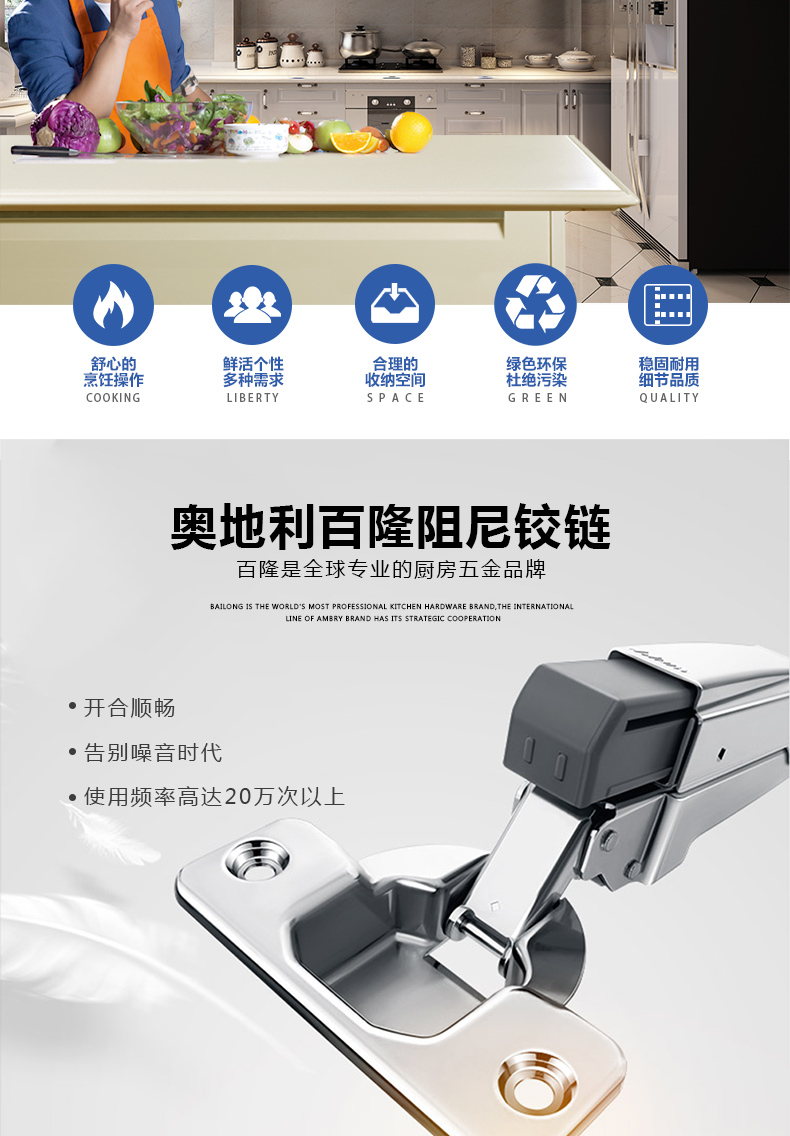 舒心的
烹饪操作
COOKING
鲜活个性
多种需求
LIBERTY
合理的
收纳空间
SPACE
绿色环保
杜绝污染
GREEN
稳固耐用
细节品质
QUALITY
奥地利百隆阻尼铰链
百隆是全球专业的厨房五金品牌
BAILONG IS THE WORLD'S MOST PROFESSIONAL KITCHEN HARDWARE BRAND,THE INTERNATIONAL
LINE OF AMBRY BRAND HAS ITS STRATEGIC COOPERATION
• 开合顺畅
• 告别噪音时代
• 使用频率高达20万次以上